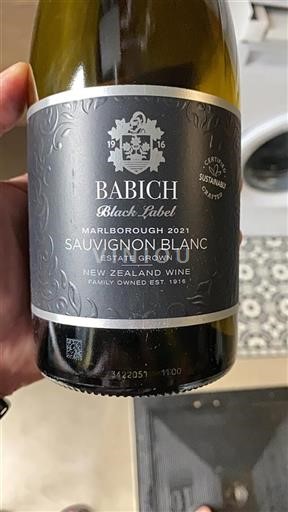 19 16
BABICH
Black Label
MARLBOROUGH 2021
SAUVIGNON BLANC
ESTATE GROWN
NEW ZEALAND WINE
FAMILY OWNED EST. 1916
CERTIFIED
SUSTAINABLE
CRAFTED
3422051 11:00